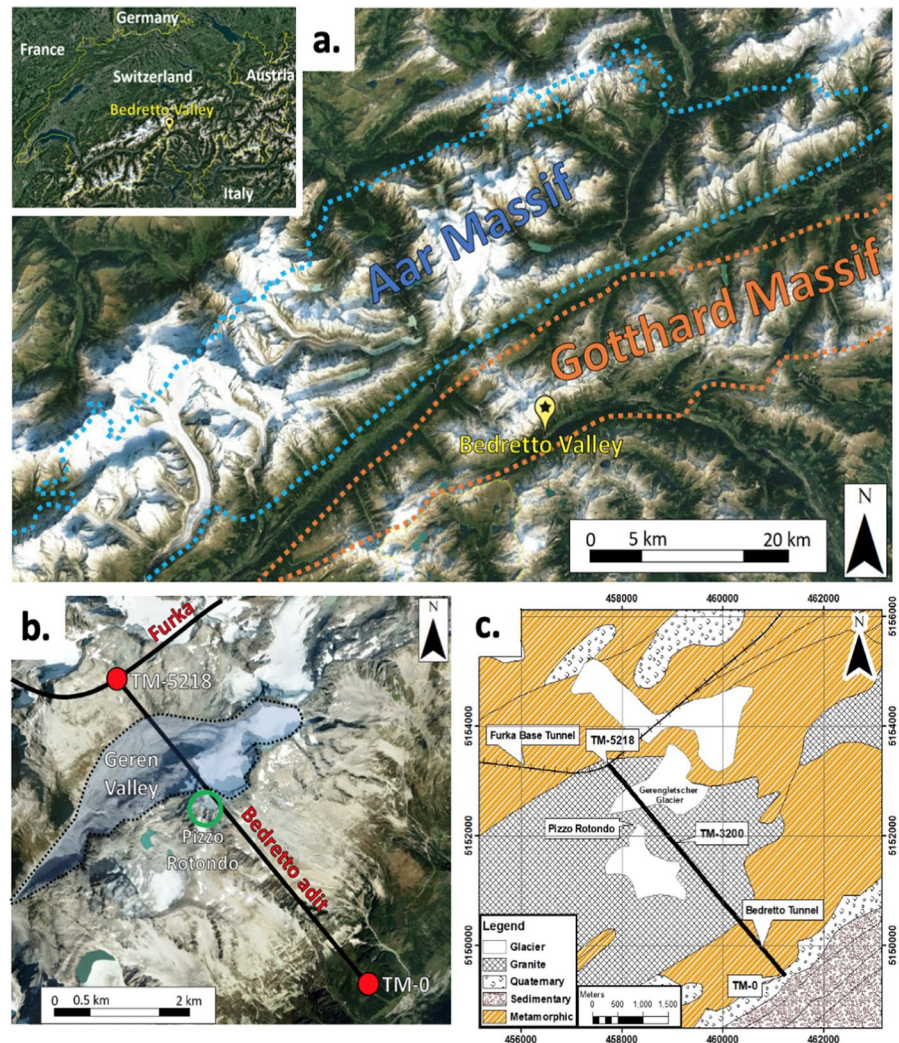 Germany
France
Switzerland
Austria
Bedretto Valley
Italy
a.
Aar Massif
Gotthard Massif
Bedretto Valley
N
0 5 km 20 km
b.
Furka
N
TM-5218
Geren
Valley
Pizzo
Rotondo
Bedretto adit
TM-0
0 0.5 km 2 km
c.
458000 460000 462000
N
5156000
Furka Base Tunnel
TM-5218
5154000
Gerengletscher
Glacier
Pizzo Rotondo
TM-3200
5152000
Bedretto Tunnel
5150000
TM-0
Legend
Glacier
Granite
Quaternary
Sedimentary
Metamorphic
Meters
0 500 1,000 1,500
456000 458000 460000 462000